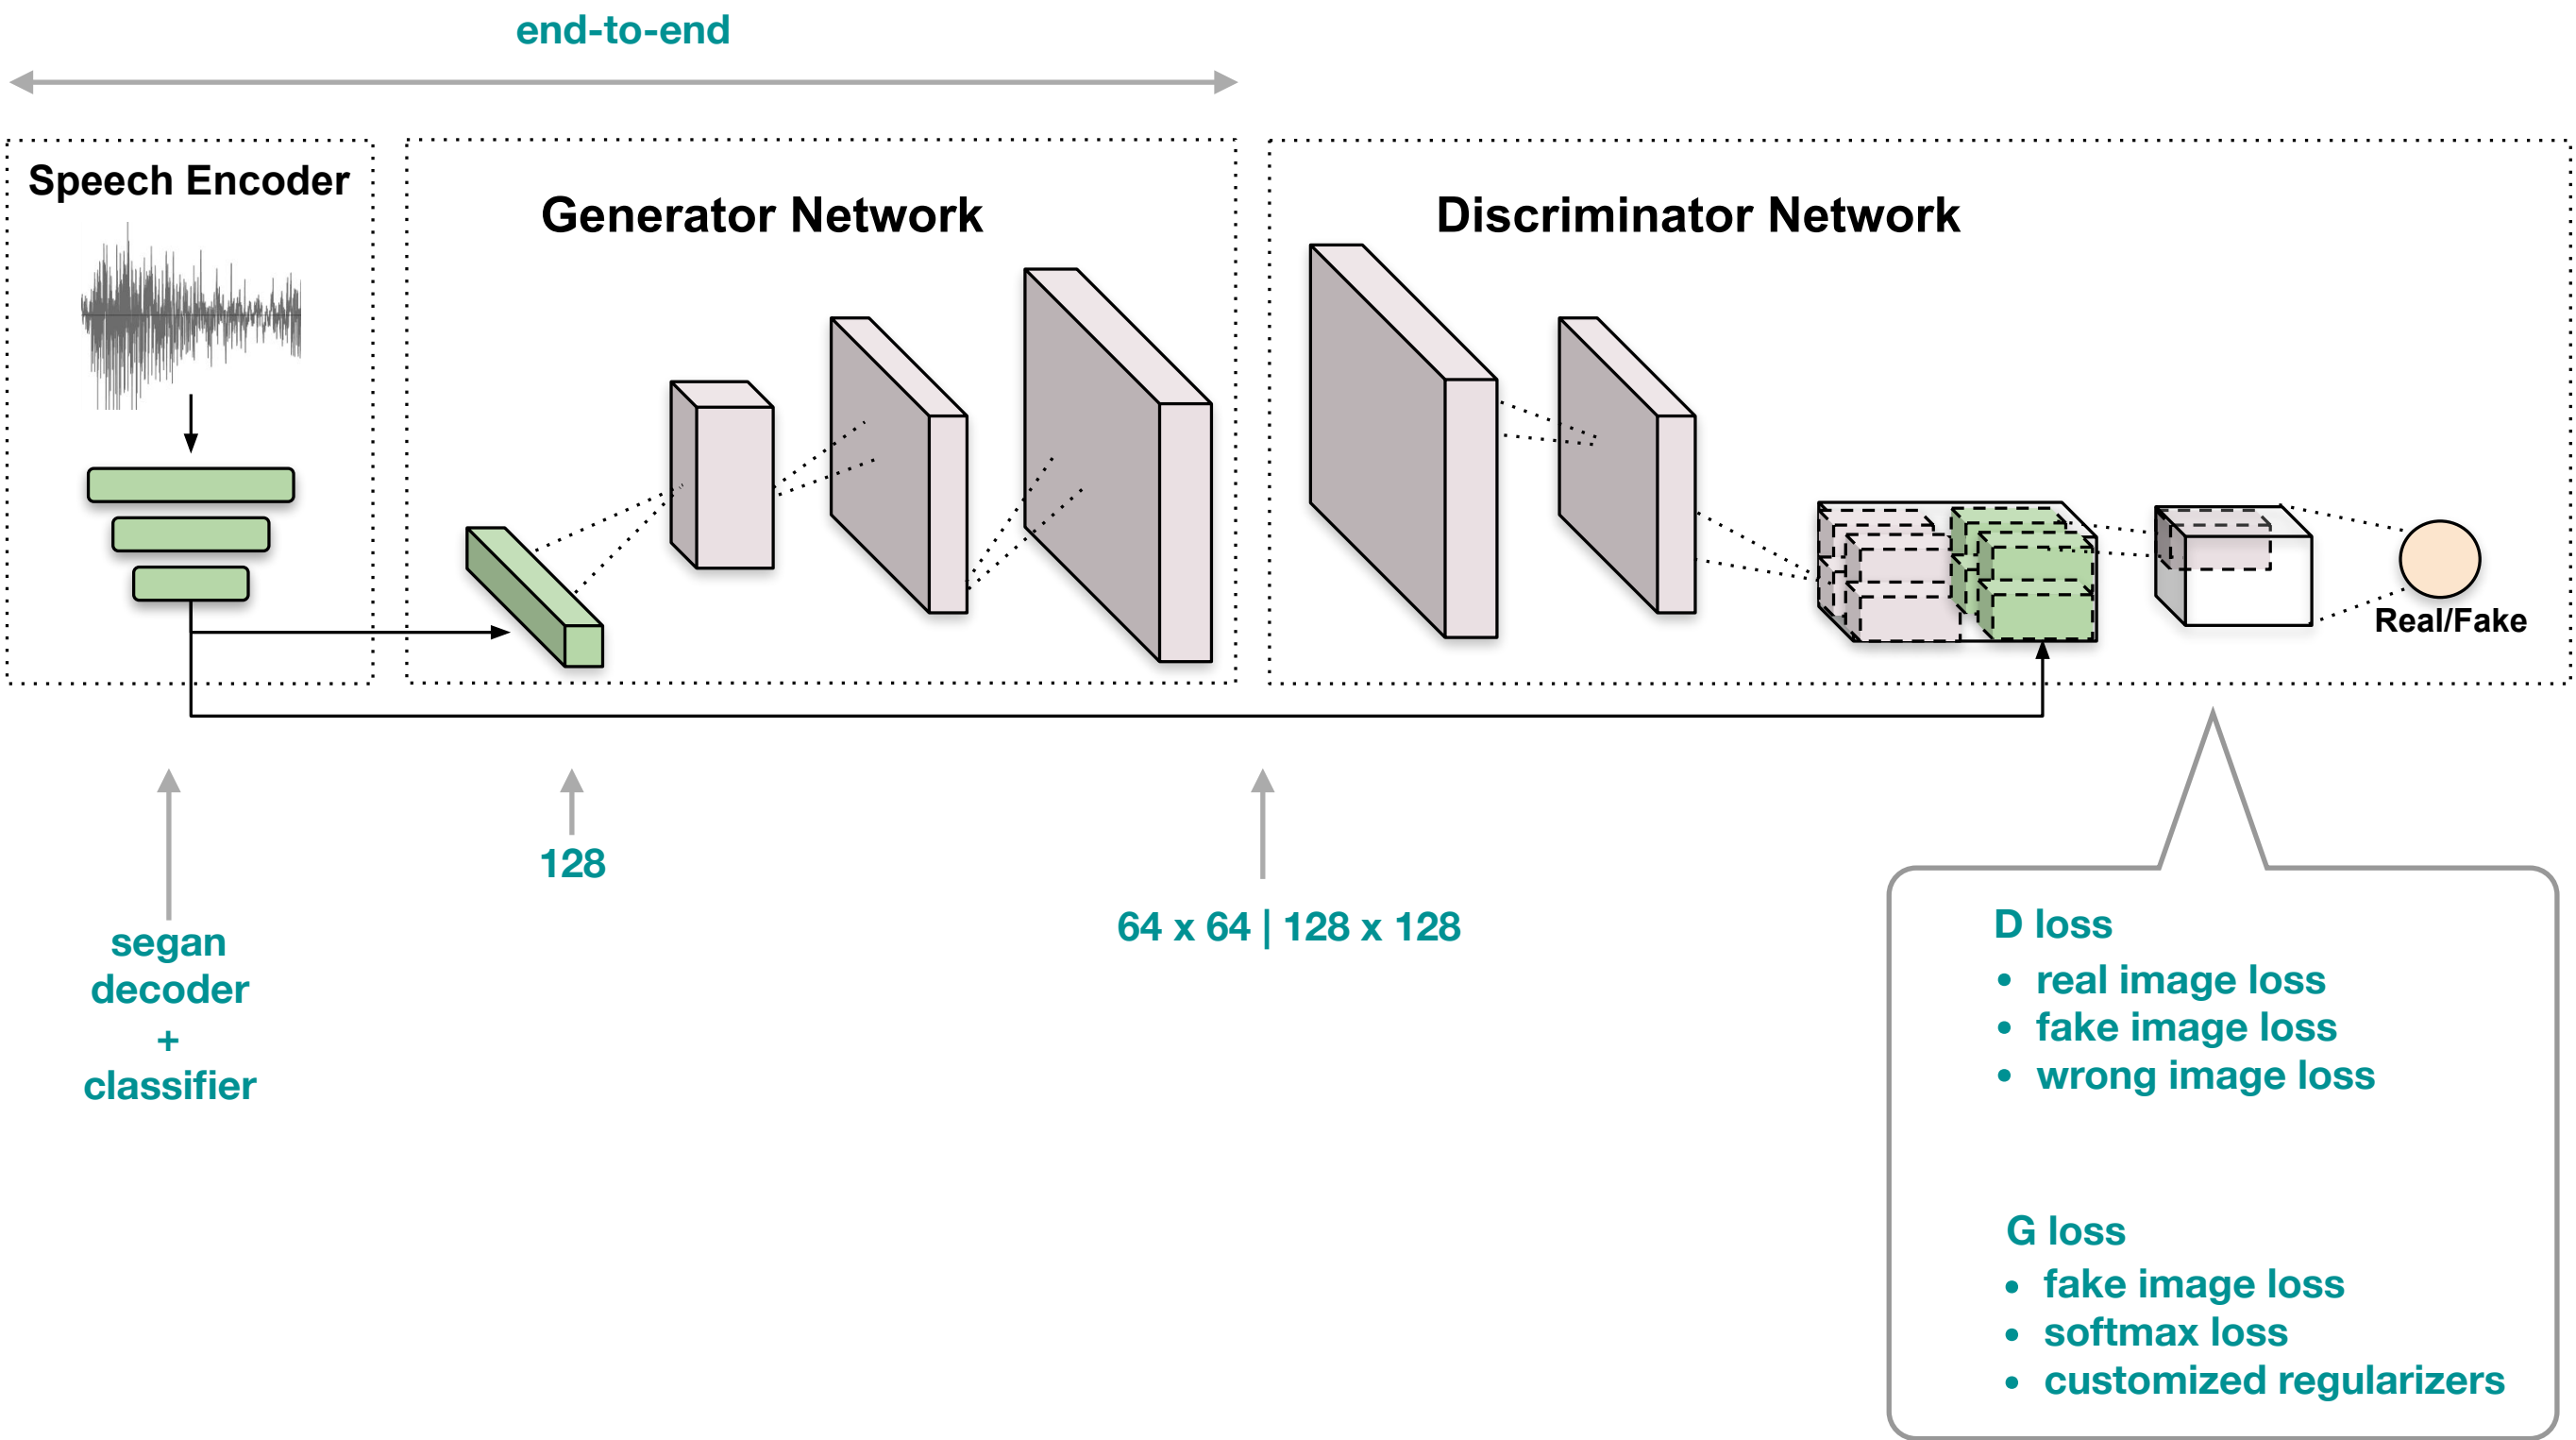 end-to-end
Speech Encoder
Generator Network
Discriminator Network
Real/Fake
128
64 x 64 | 128 x 128
segan
decoder
+
classifier
D loss
• real image loss
• fake image loss
• wrong image loss
G loss
• fake image loss
• softmax loss
• customized regularizers